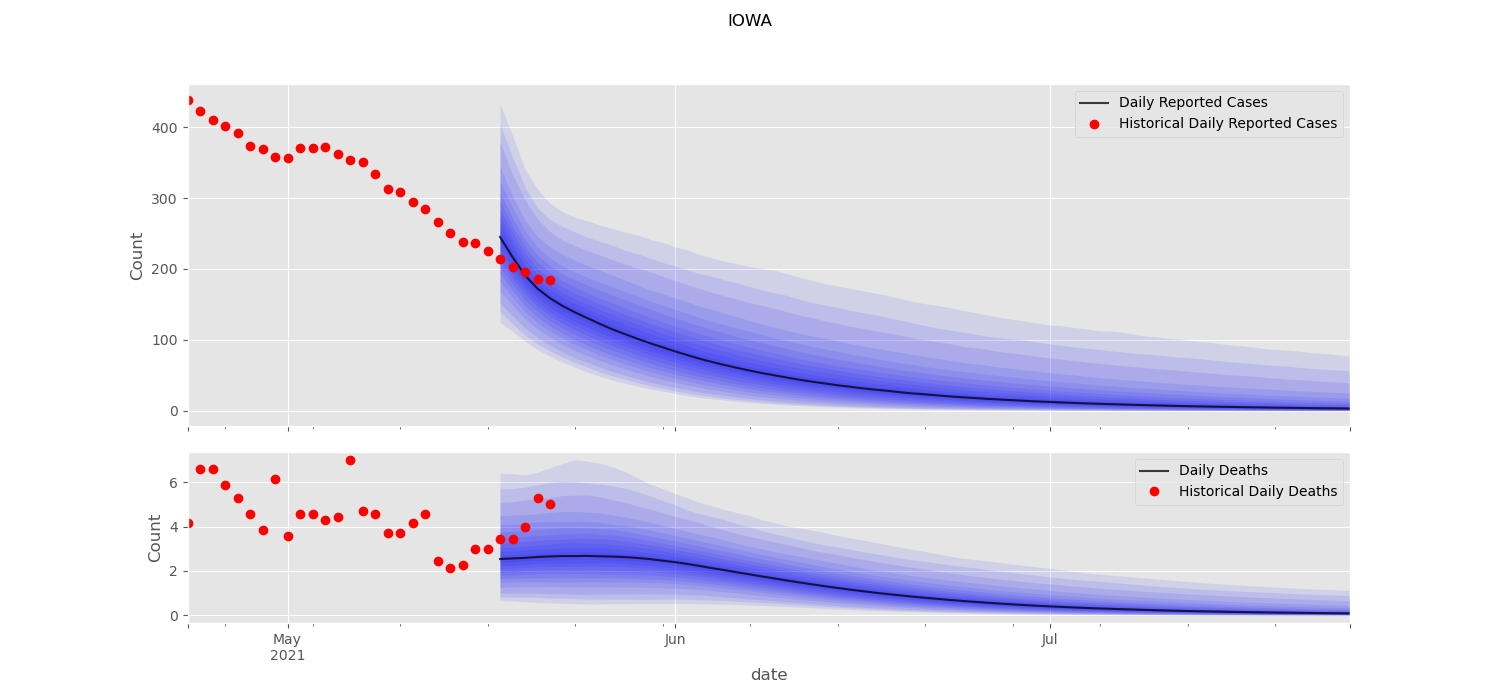 IOWA
Count
400
300
200
100
0
Daily Reported Cases
Historical Daily Reported Cases
Count
6
4
2
0
Daily Deaths
Historical Daily Deaths
May
2021
Jun
Jul
date